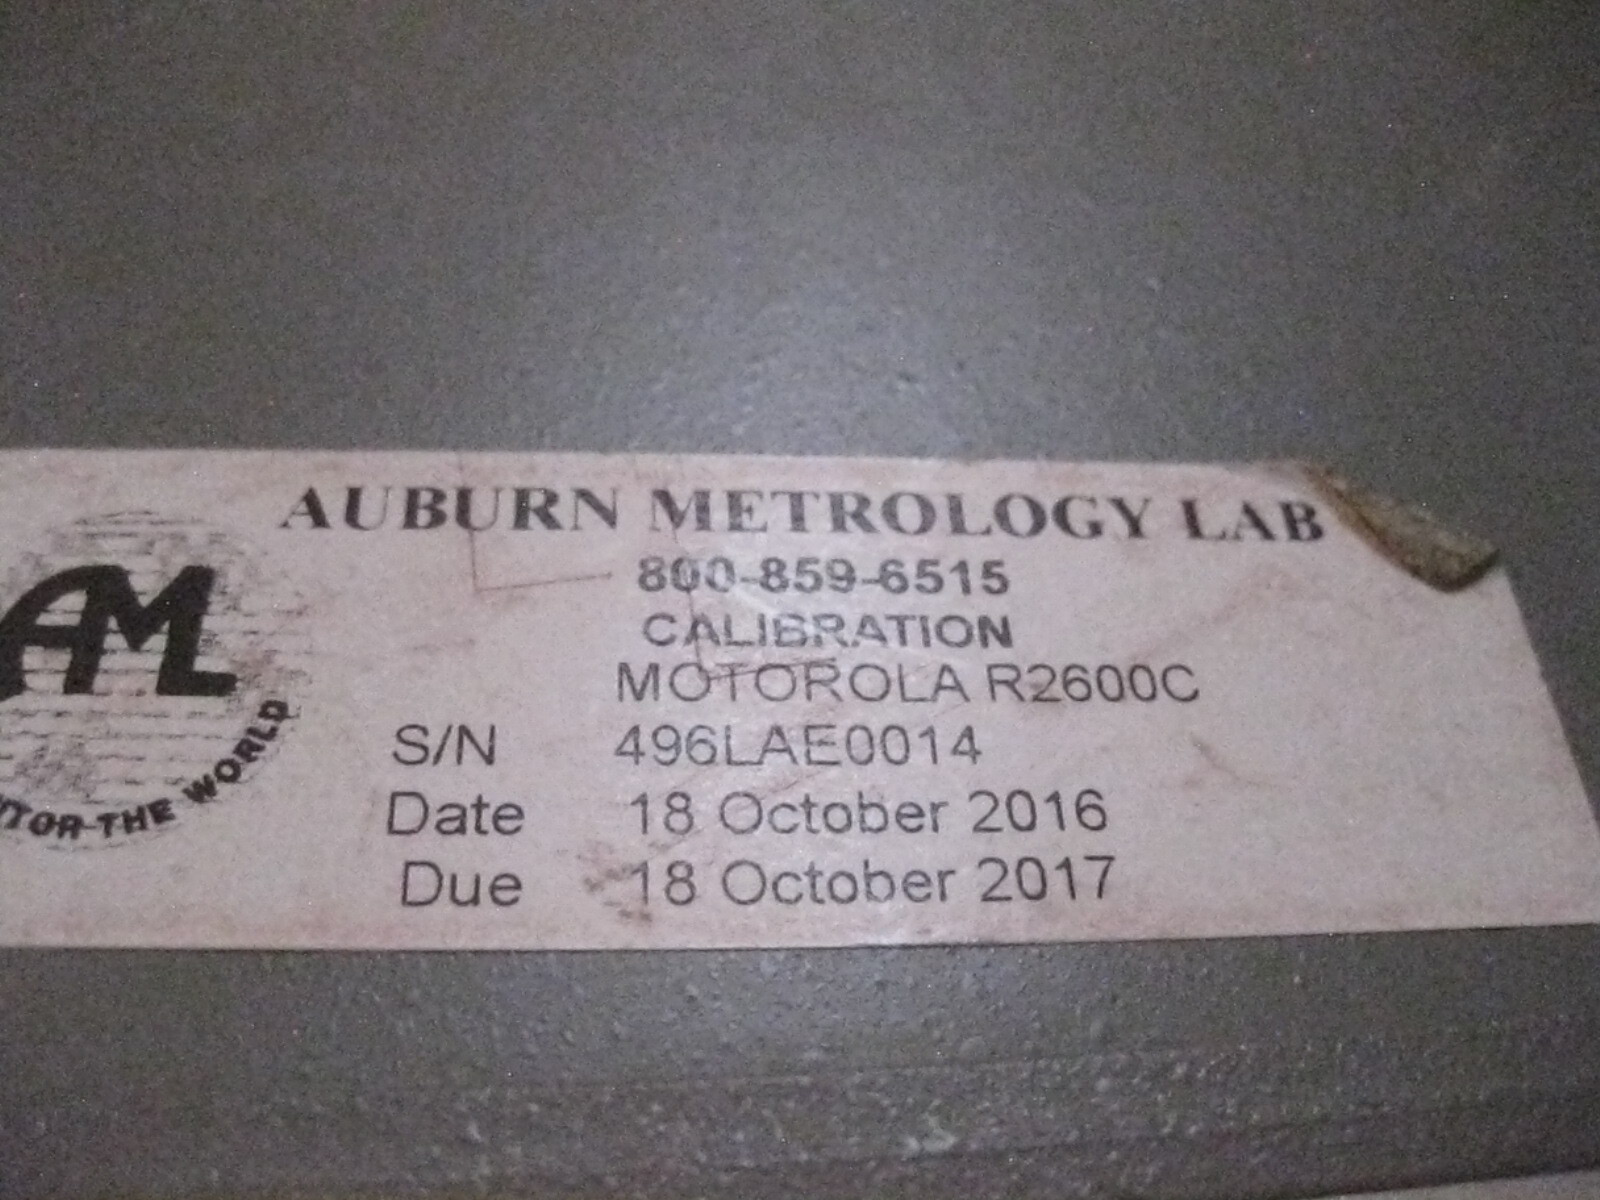 AUBURN METROLOGY LAB
800-859-6515
CALIBRATION
MOTOROLA R2600C
S/N 496LAE0014
Date 18 October 2016
Due 18 October 2017
AML
THE WORLD